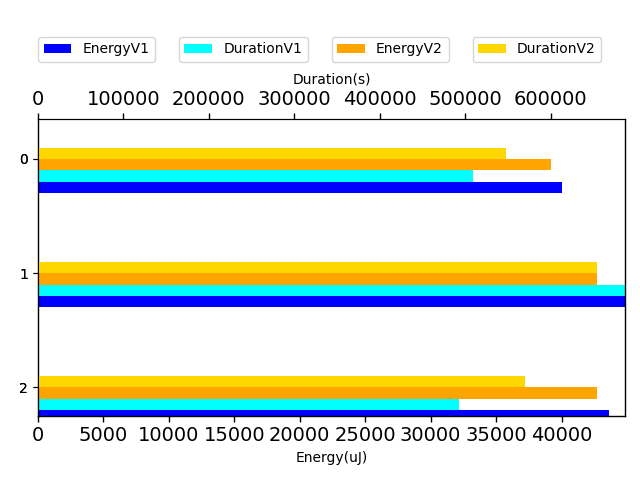 EnergyV1 DurationV1 EnergyV2 DurationV2
Duration(s)
0 100000 200000 300000 400000 500000 600000
0
1
2
0 5000 10000 15000 20000 25000 30000 35000 40000
Energy(uJ)